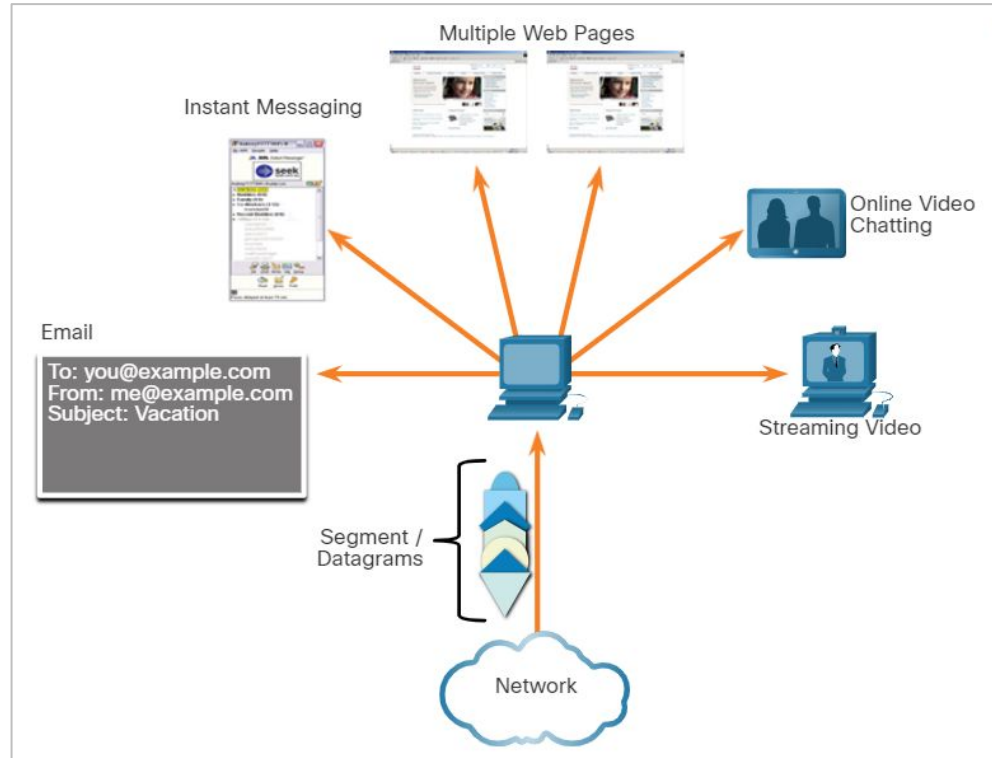 Multiple Web Pages
Instant Messaging
seek
Online Video
Chatting
Email
To: you@example.com
From: me@example.com
Subject: Vacation
Streaming Video
Segment /
Datagrams
Network